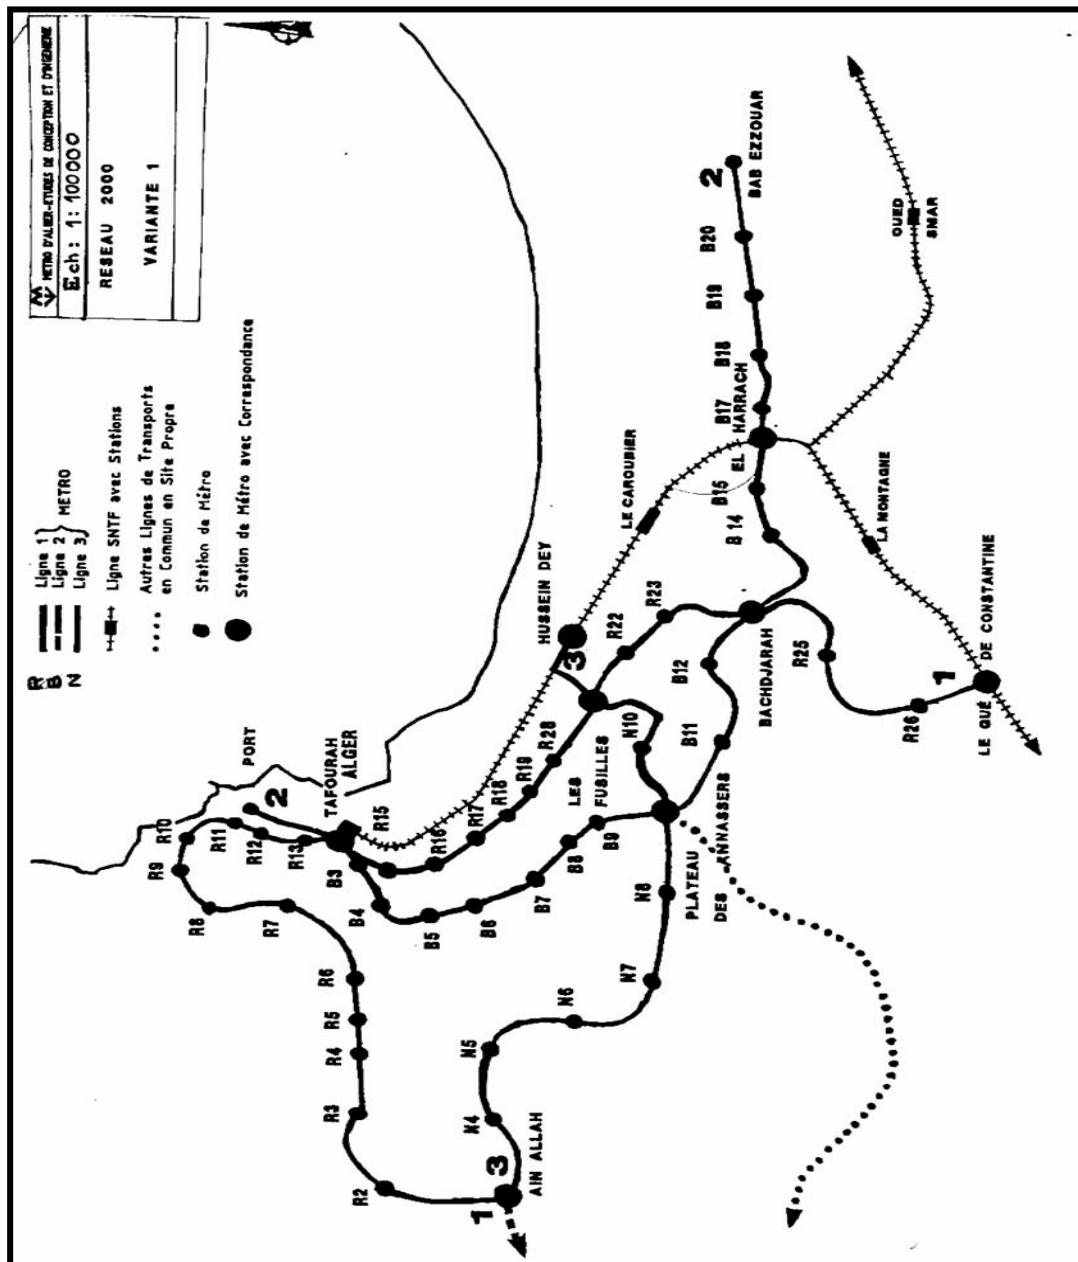 M METRO D'ALGER-ETUDES DE CONCEPTION ET D'INGENIERIE
Ech: 1:100000
RESEAU 2000
VARIANTE 1
R Ligne 1
B Ligne 2
N Ligne 3
METRO
Ligne SNTF avec Stations
Autres Lignes de Transports
en Commun en Site Propre
Station de Métro
Station de Métro avec Correspondance
PORT
2
TAFOURAH
ALGER
R10
R11
R12
R13
R9
R8
R7
R6
R5
R4
R3
R2
R15
R16
R17
R18
R19
R28
B3
B4
B5
B6
B7
B8
B9
LES
FUSILLES
HUSSEIN DEY
3
R22
R23
N10
B11
B12
BACHDJARAH
PLATEAU
DES ANNASSERS
N8
N7
N6
N5
N4
AIN ALLAH
1
3
LE CAROUBIER
B 14
B15
EL HARRACH
B17
B18
B19
B20
2
BAB EZZOUAR
OUED
SMAR
LA MONTAGNE
R25
R26
1
LE GUÉ DE CONSTANTINE